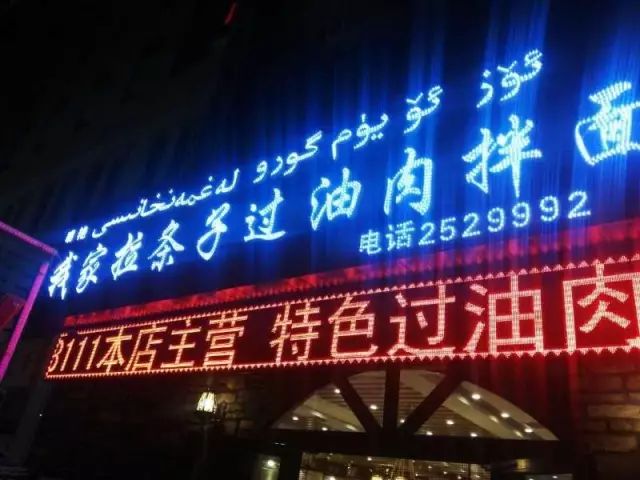 لەغمەنخانىسى
家拉条子过油肉拌面
电话2529992
3111本店主营 特色过油肉